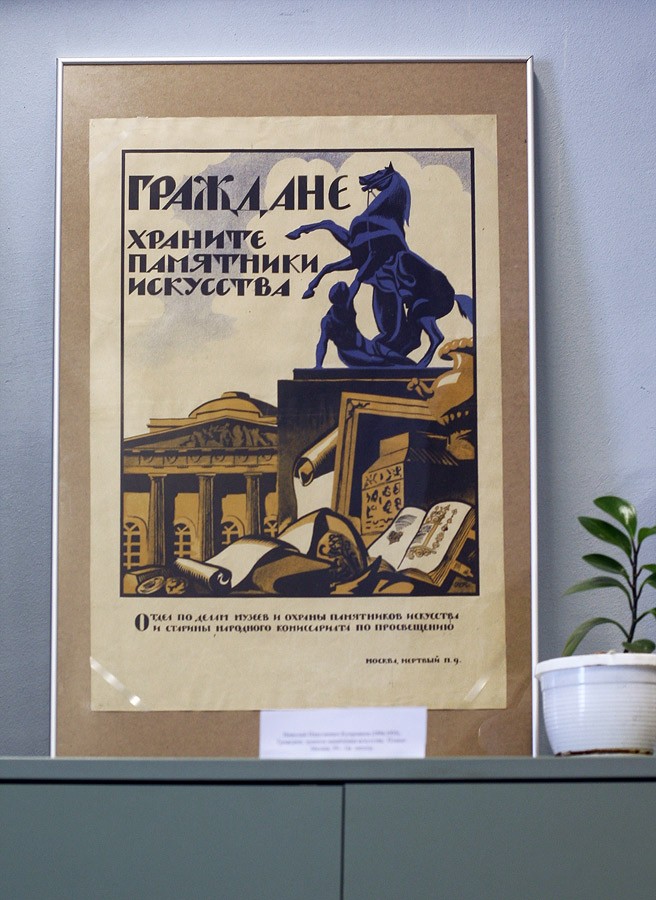 ГРАЖДАНЕ
ХРАНИТЕ
ПАМЯТНИКИ
ИСКУССТВА
ОТДЕЛ ПО ДЕЛАМ МУЗЕЕВ И ОХРАНЫ ПАМЯТНИКОВ ИСКУССТВА
И СТАРИНЫ НАРОДНОГО КОМИССАРИАТА ПО ПРОСВЕЩЕНИЮ
МОСКВА, МЕРТВЫЙ П. 9.